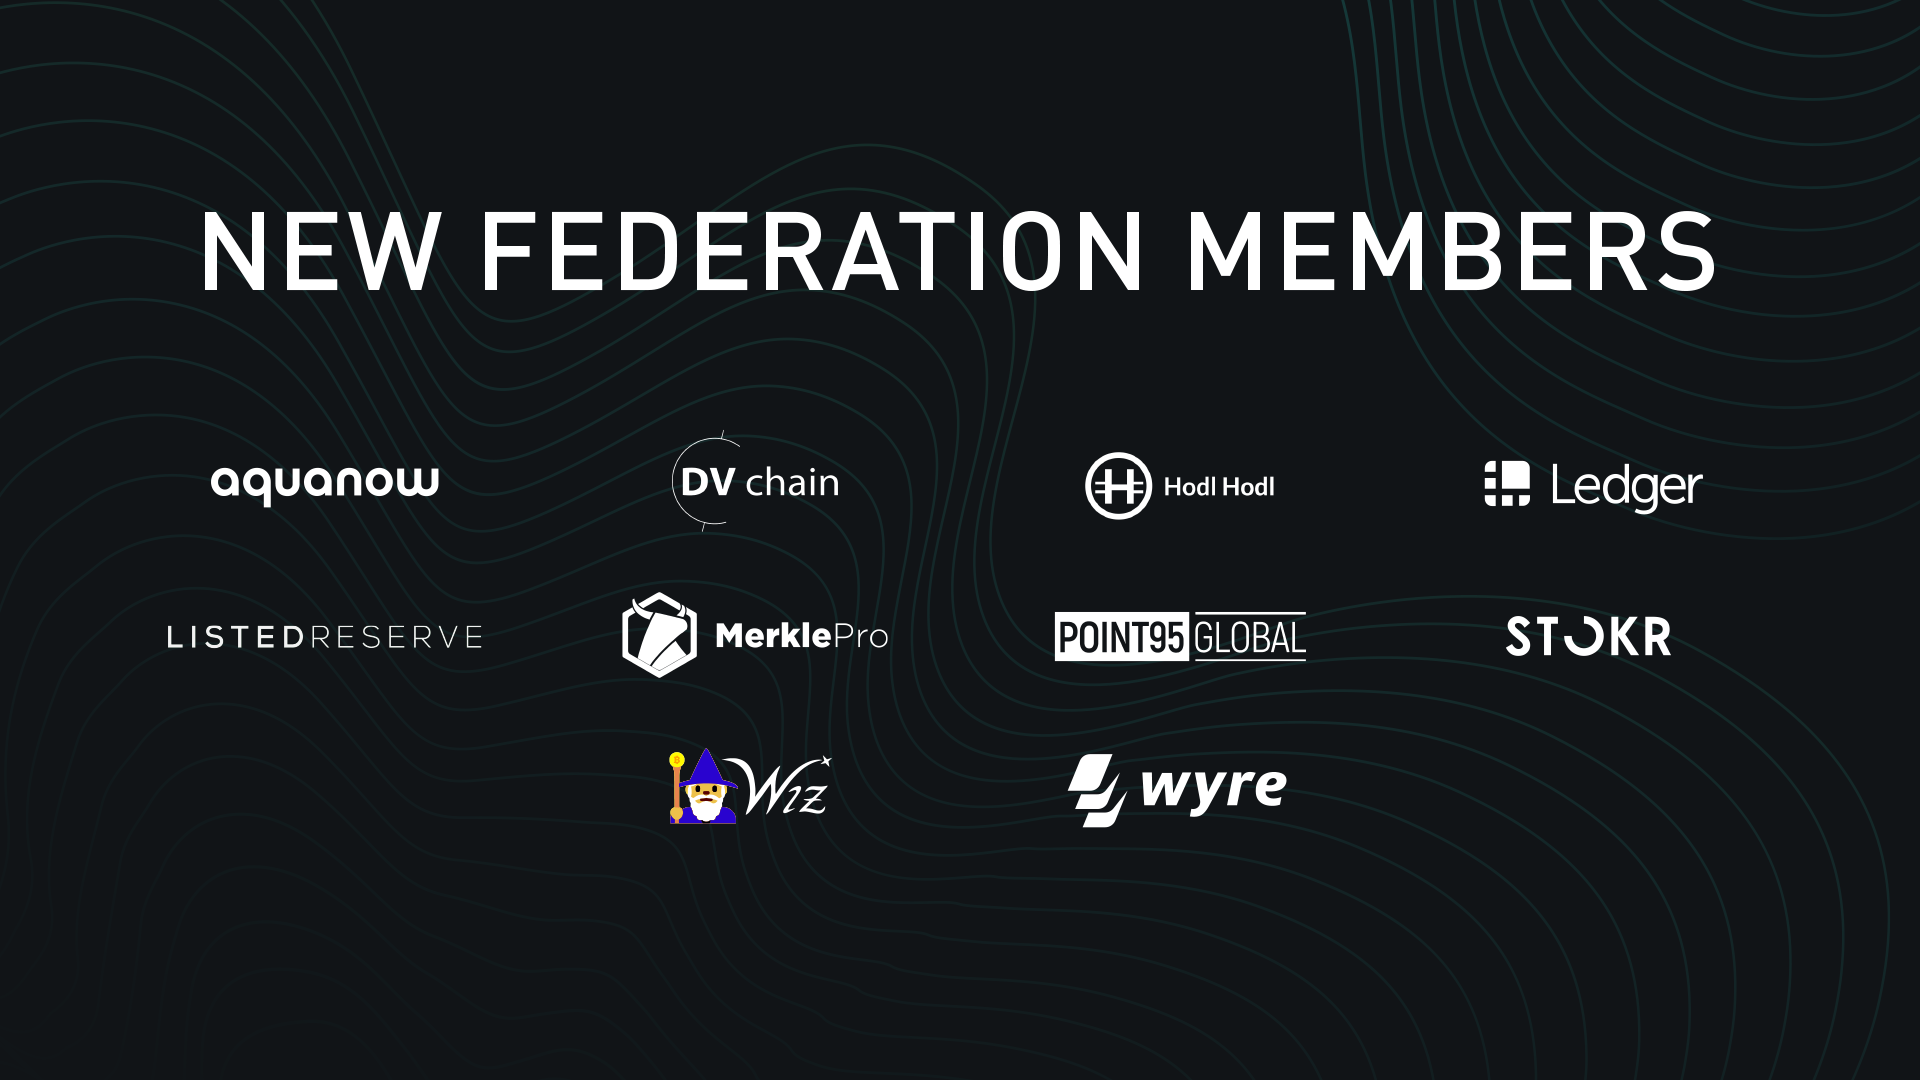 NEW FEDERATION MEMBERS
aquanow
DV chain
Hodl Hodl
Ledger
LISTEDRESERVE
MerklePro
POINT95 GLOBAL
STOKR
Wiz
wyre